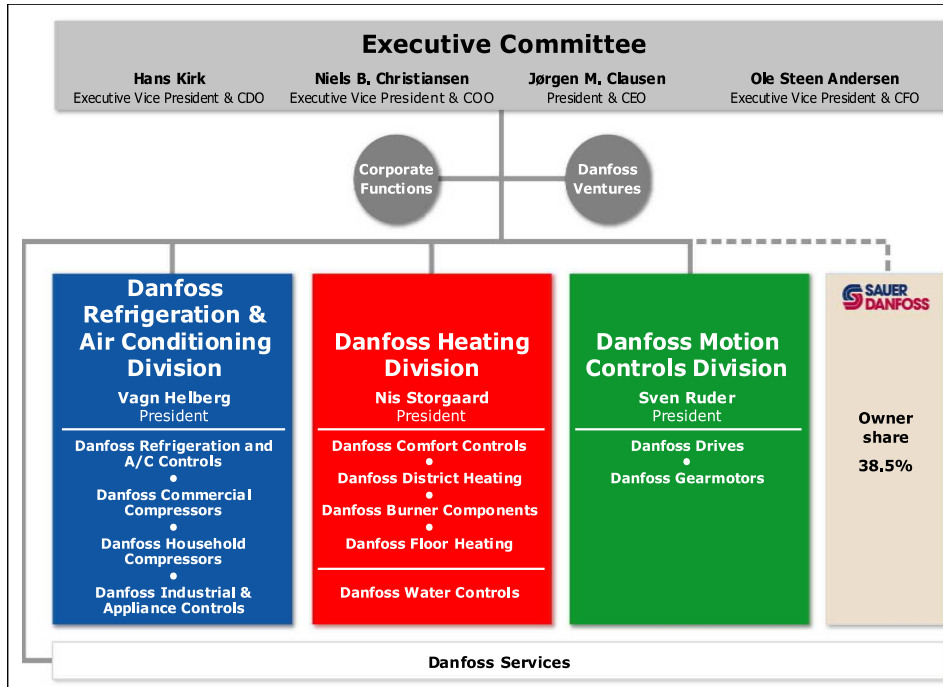 Executive Committee
Hans Kirk
Executive Vice President & CDO
Niels B. Christiansen
Executive Vice President & COO
Jørgen M. Clausen
President & CEO
Ole Steen Andersen
Executive Vice President & CFO
Corporate
Functions
Danfoss
Ventures
Danfoss
Refrigeration &
Air Conditioning
Division
Vagn Helberg
President
Danfoss Refrigeration and
A/C Controls
Danfoss Commercial
Compressors
Danfoss Household
Compressors
Danfoss Industrial &
Appliance Controls
Danfoss Heating
Division
Nis Storgaard
President
Danfoss Comfort Controls
Danfoss District Heating
Danfoss Burner Components
Danfoss Floor Heating
Danfoss Water Controls
Danfoss Motion
Controls Division
Sven Ruder
President
Danfoss Drives
Danfoss Gearmotors
SAUER
DANFOSS
Owner
share
38.5%
Danfoss Services